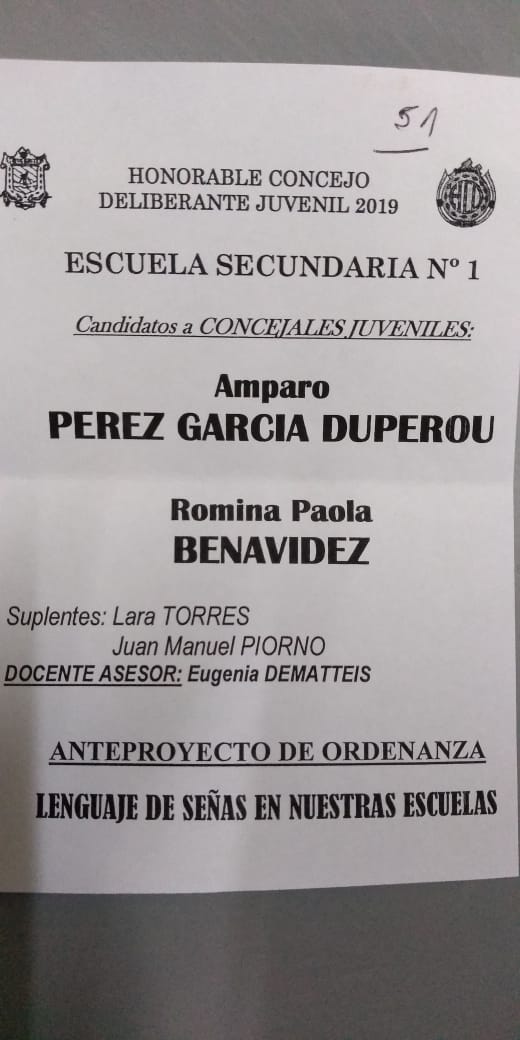 51
HONORABLE CONCEJO
DELIBERANTE JUVENIL 2019
ESCUELA SECUNDARIA Nº 1
Candidatos a CONCEJALES JUVENILES:
Amparo
PEREZ GARCIA DUPEROU
Romina Paola
BENAVIDEZ
Suplentes: Lara TORRES
Juan Manuel PIORNO
DOCENTE ASESOR: Eugenia DEMATTEIS
ANTEPROYECTO DE ORDENANZA
LENGUAJE DE SEÑAS EN NUESTRAS ESCUELAS